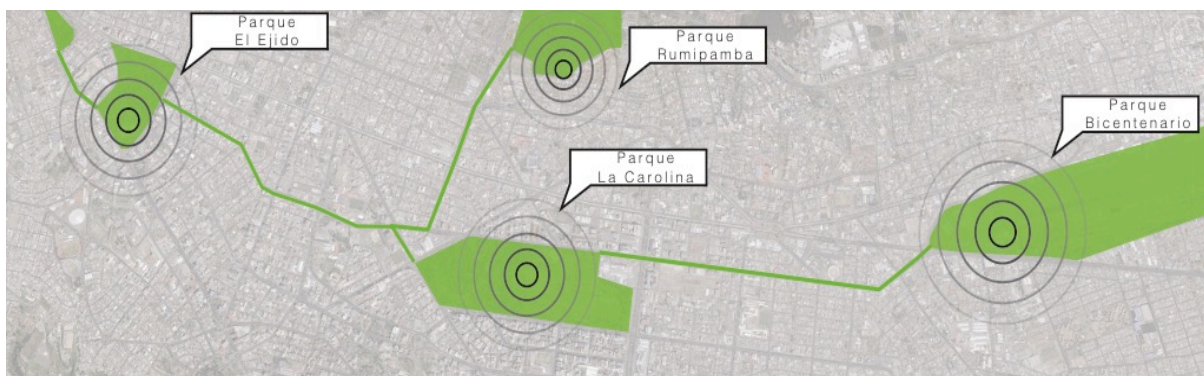 Parque
El Ejido
Parque
Rumipamba
Parque
La Carolina
Parque
Bicentenario